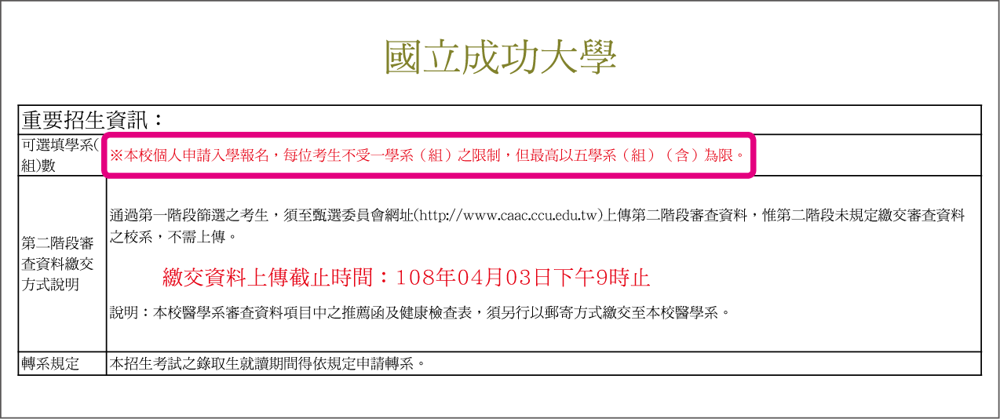 國立成功大學
重要招生資訊：
可選填學系(
組)數
※本校個人申請入學報名，每位考生不受一學系（組）之限制，但最高以五學系（組）（含）為限。
第二階段審
查資料繳交
方式說明
通過第一階段篩選之考生，須至甄選委員會網址(http://www.caac.ccu.edu.tw)上傳第二階段審查資料，惟第二階段未規定繳交審查資料
之校系，不需上傳。
繳交資料上傳截止時間：108年04月03日下午9時止
說明：本校醫學系審查資料項目中之推薦函及健康檢查表，須另行以郵寄方式繳交至本校醫學系。
轉系規定
本招生考試之錄取生就讀期間得依規定申請轉系。